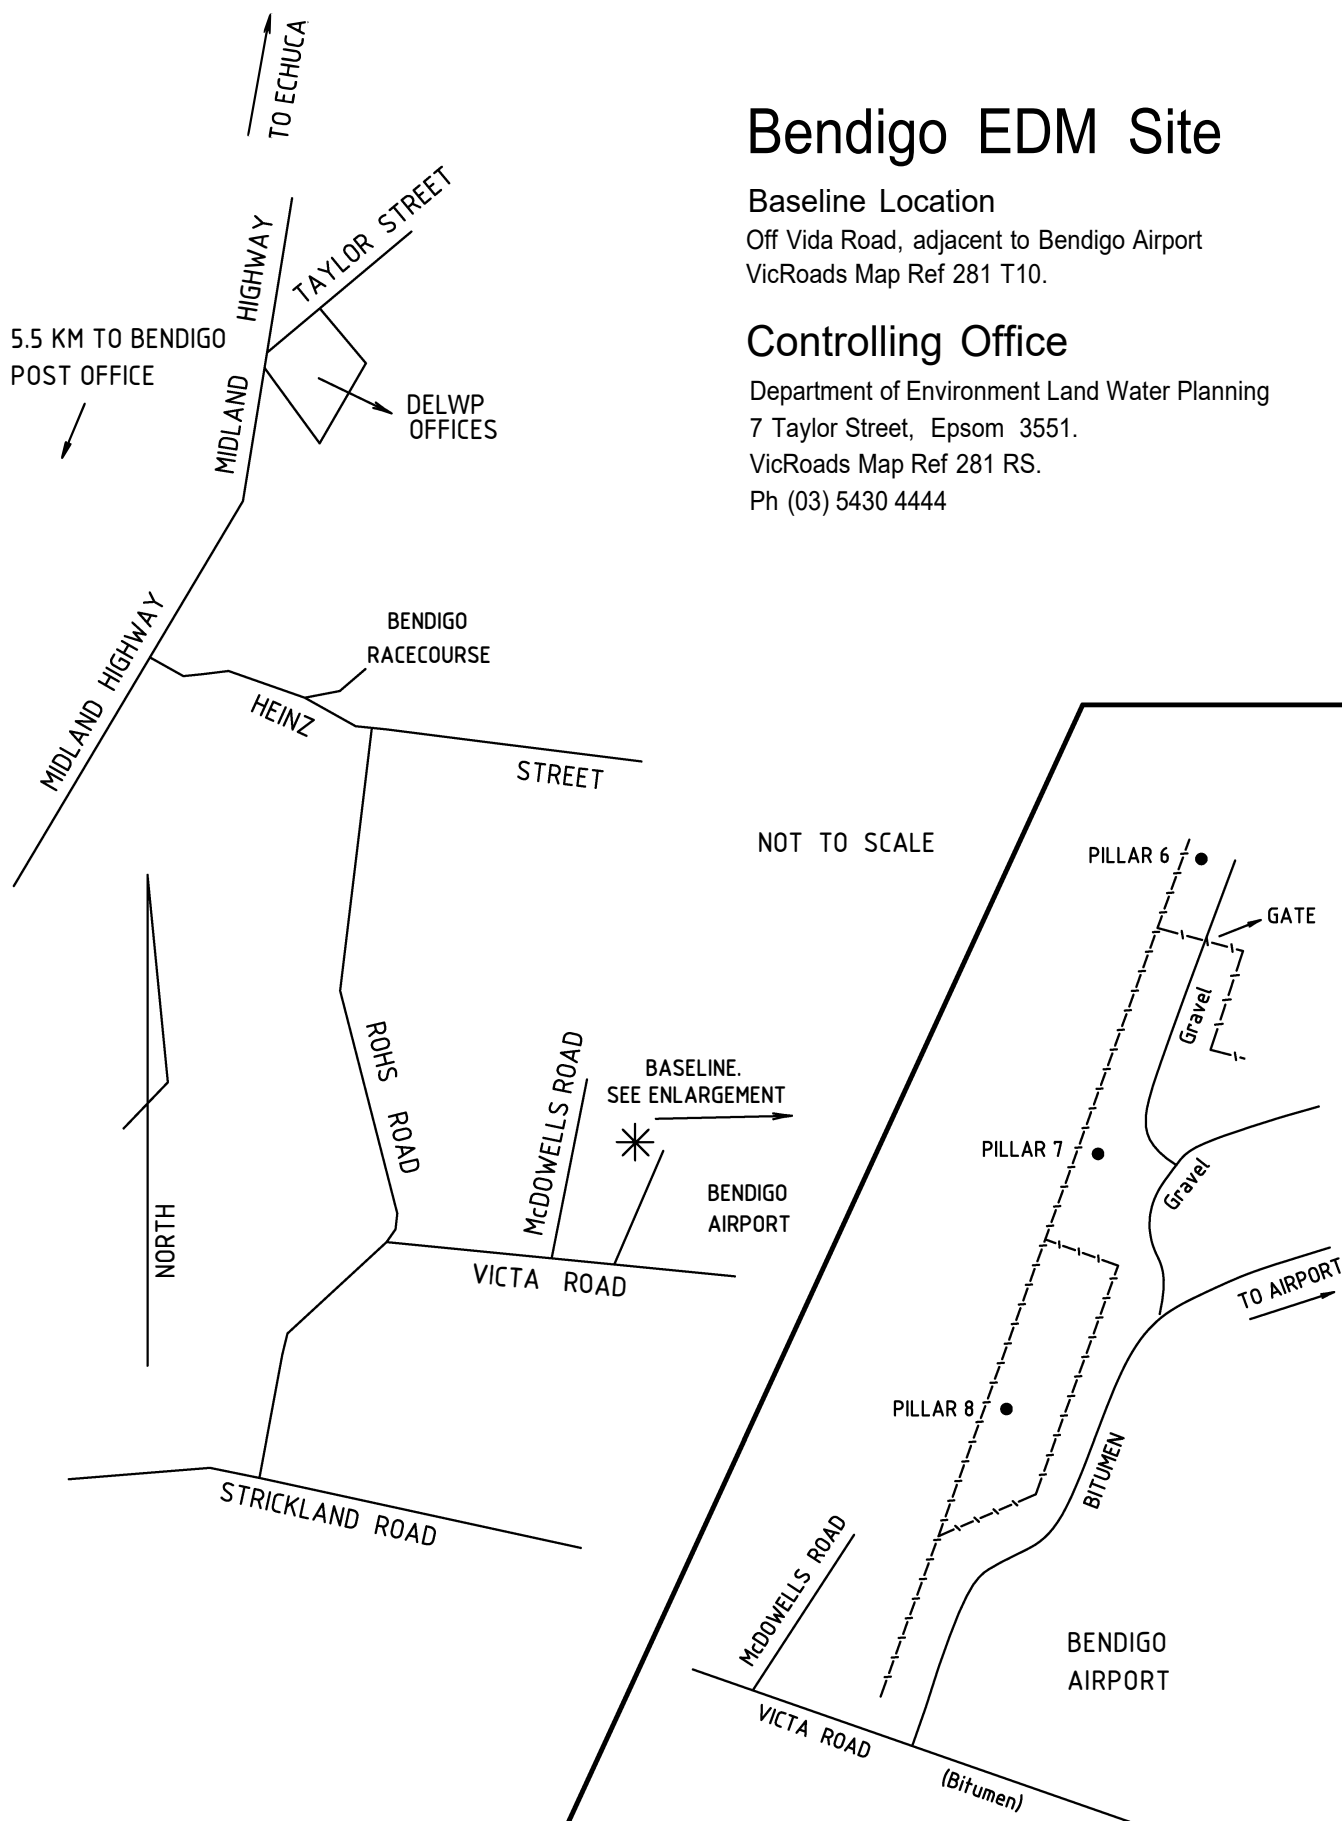 TO ECHUCA
Bendigo EDM Site
Baseline Location
Off Vida Road, adjacent to Bendigo Airport
VicRoads Map Ref 281 T10.
Controlling Office
Department of Environment Land Water Planning
7 Taylor Street, Epsom 3551.
VicRoads Map Ref 281 RS.
Ph (03) 5430 4444
TAYLOR STREET
MIDLAND HIGHWAY
5.5 KM TO BENDIGO
POST OFFICE
DELWP
OFFICES
MIDLAND HIGHWAY
BENDIGO
RACECOURSE
HEINZ STREET
NOT TO SCALE
ROHS ROAD
McDOWELLS ROAD
BASELINE.
SEE ENLARGEMENT
BENDIGO
AIRPORT
NORTH
VICTA ROAD
STRICKLAND ROAD
PILLAR 6
GATE
Gravel
PILLAR 7
Gravel
TO AIRPORT
PILLAR 8
BITUMEN
McDOWELLS ROAD
BENDIGO
AIRPORT
VICTA ROAD
(Bitumen)